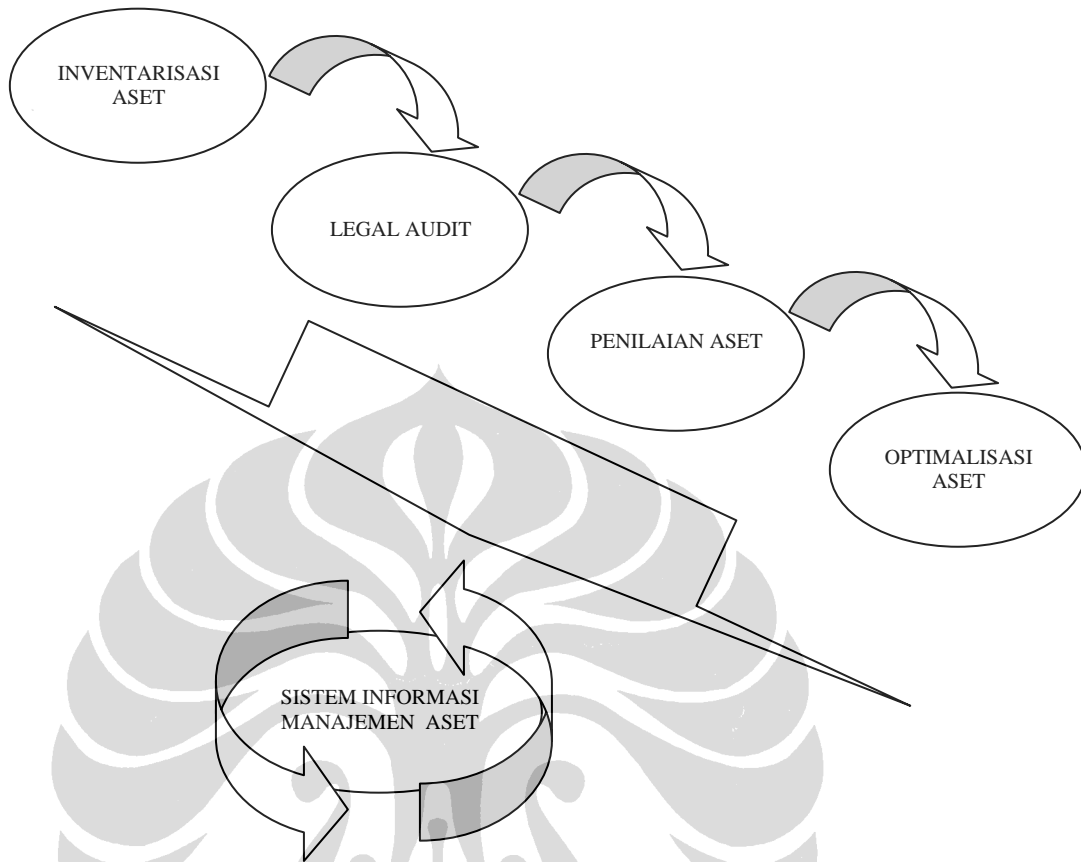 INVENTARISASI
ASET
LEGAL AUDIT
PENILAIAN ASET
OPTIMALISASI
ASET
SISTEM INFORMASI
MANAJEMEN ASET